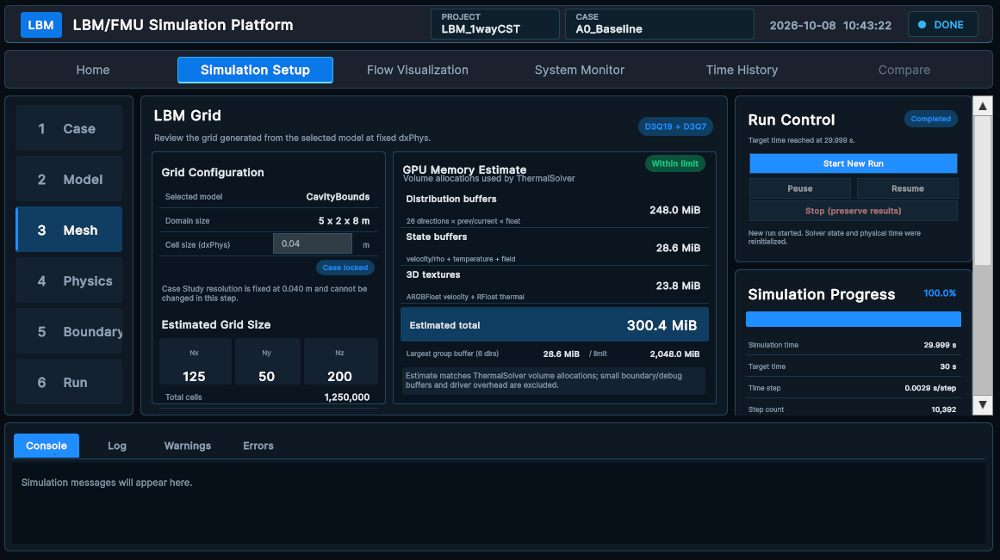 LBM
LBM/FMU Simulation Platform
PROJECT
LBM_1wayCST
CASE
A0_Baseline
2026-10-08 10:43:22
DONE
Home
Simulation Setup
Flow Visualization
System Monitor
Time History
Compare
1 Case
2 Model
3 Mesh
4 Physics
5 Boundary
6 Run
LBM Grid
Review the grid generated from the selected model at fixed dxPhys.
D3Q19 + D3Q7
Grid Configuration
Selected model CavityBounds
Domain size 5 x 2 x 8 m
Cell size (dxPhys) 0.04 m
Case locked
Case Study resolution is fixed at 0.040 m and cannot be
changed in this step.
Estimated Grid Size
Nx Ny Nz
125 50 200
Total cells 1,250,000
GPU Memory Estimate
Within limit
Volume allocations used by ThermalSolver
Distribution buffers
248.0 MiB
26 directions × prev/current × float
State buffers
28.6 MiB
velocity/rho + temperature + field
3D textures
23.8 MiB
ARGBFloat velocity + RFloat thermal
Estimated total 300.4 MiB
Largest group buffer (6 dirs) 28.6 MiB / limit 2,048.0 MiB
Estimate matches ThermalSolver volume allocations; small boundary/debug
buffers and driver overhead are excluded.
Run Control
Completed
Target time reached at 29.999 s.
Start New Run
Pause Resume
Stop (preserve results)
New run started. Solver state and physical time were
reinitialized.
Simulation Progress 100.0%
Simulation time 29.999 s
Target time 30 s
Time step 0.0029 s/step
Step count 10,392
Console
Log
Warnings
Errors
Simulation messages will appear here.